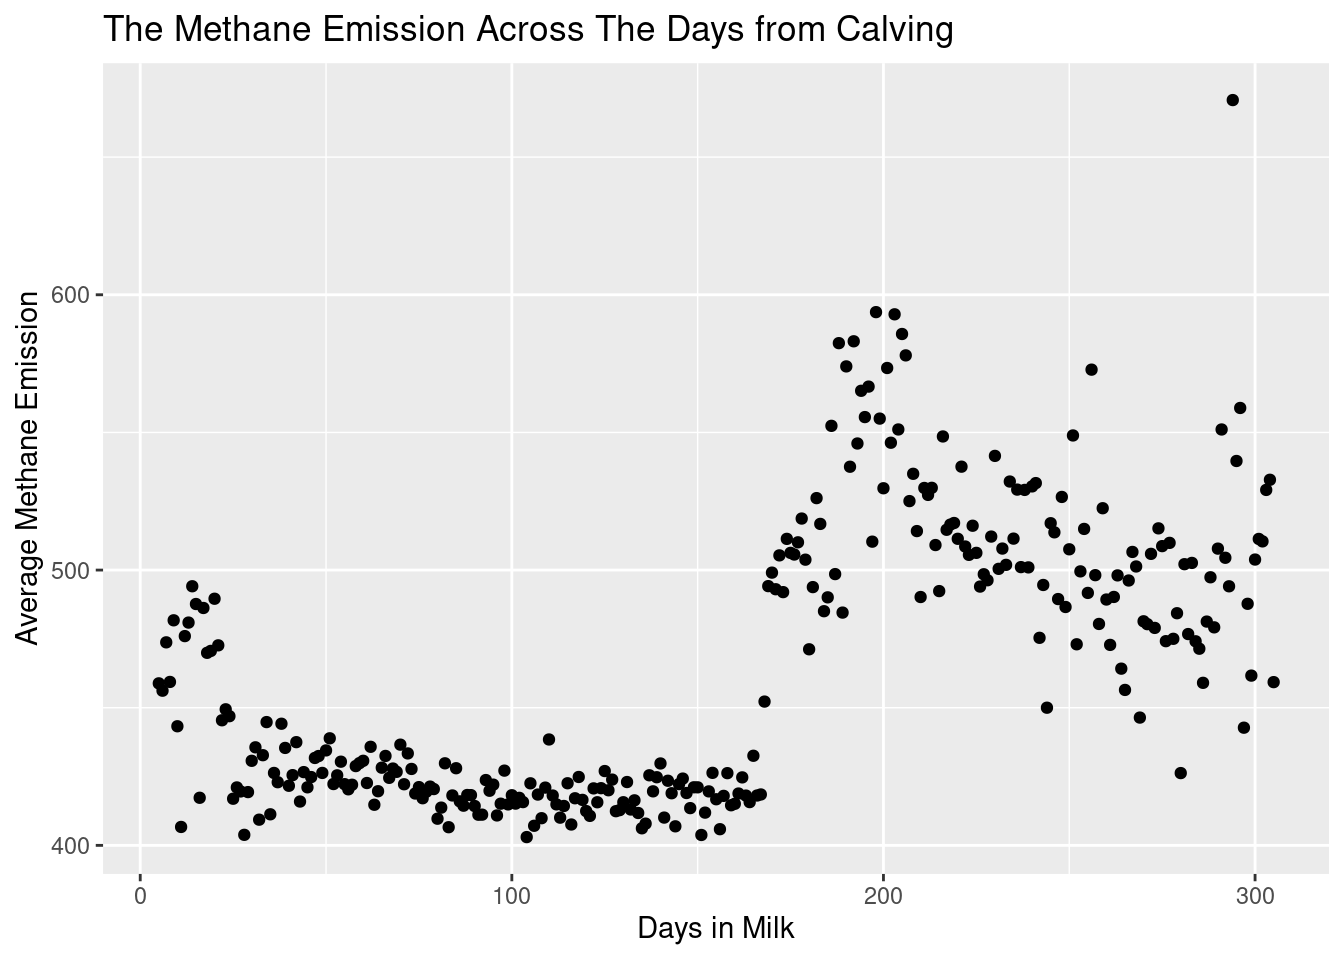 The Methane Emission Across The Days from Calving
Average Methane Emission
600
500
400
0 100 200 300
Days in Milk